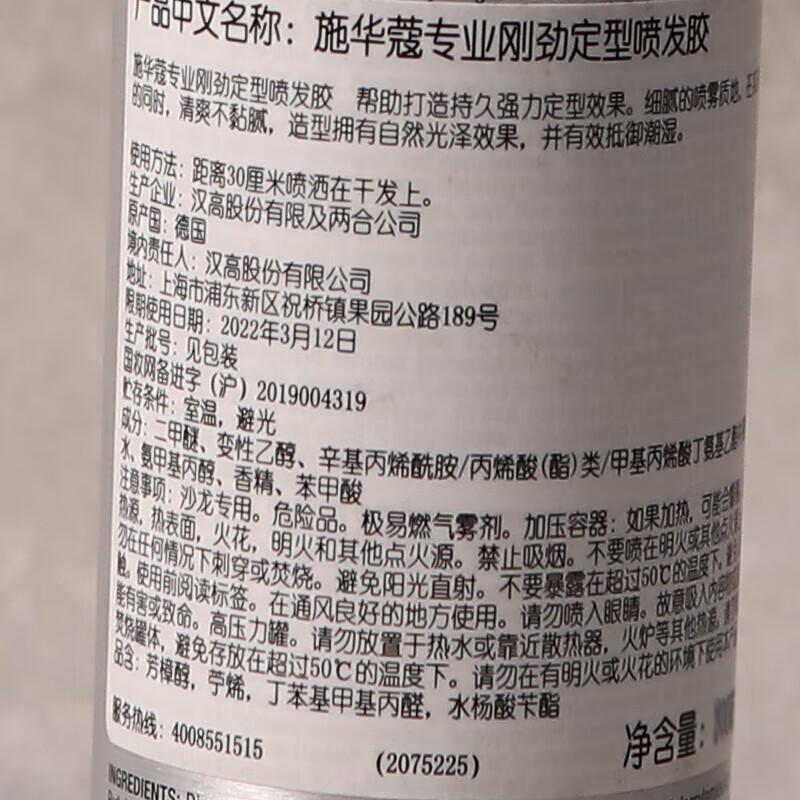 产品中文名称：施华蔻专业刚劲定型喷发胶
施华蔻专业刚劲定型喷发胶 帮助打造持久强力定型效果。细腻的喷雾质地，在
的同时，清爽不黏腻，造型拥有自然光泽效果，并有效抵御潮湿。
使用方法：距离30厘米喷洒在干发上。
生产企业：汉高股份有限及两合公司
原产国：德国
境内责任人：汉高股份有限公司
地址：上海市浦东新区祝桥镇果园公路189号
限期使用日期：2022年3月12日
生产批号：见包装
国妆网备进字（沪）2019004319
贮存条件：室温，避光
成分：二甲醚、变性乙醇、辛基丙烯酰胺/丙烯酸(酯)类/甲基丙烯酸丁氨基乙酯
水、氨甲基丙醇、香精、苯甲酸
注意事项：沙龙专用。危险品。极易燃气雾剂。加压容器：如果加热，可能会
热源，热表面，火花，明火和其他点火源。禁止吸烟。不要喷在明火或其他点火
勿在任何情况下刺穿或焚烧。避免阳光直射。不要暴露在超过50℃的温度下。
触。使用前阅读标签。在通风良好的地方使用。请勿喷入眼睛。故意吸入内容
能有害或致命。高压力罐。请勿放置于热水或靠近散热器，火炉等其他热源。
焚烧罐体，避免存放在超过50℃的温度下。请勿在有明火或火花的环境下使用本产
品含：芳樟醇，苧烯，丁苯基甲基丙醛，水杨酸苄酯
服务热线：4008551515
(2075225)
净含量：
INGREDIENTS: